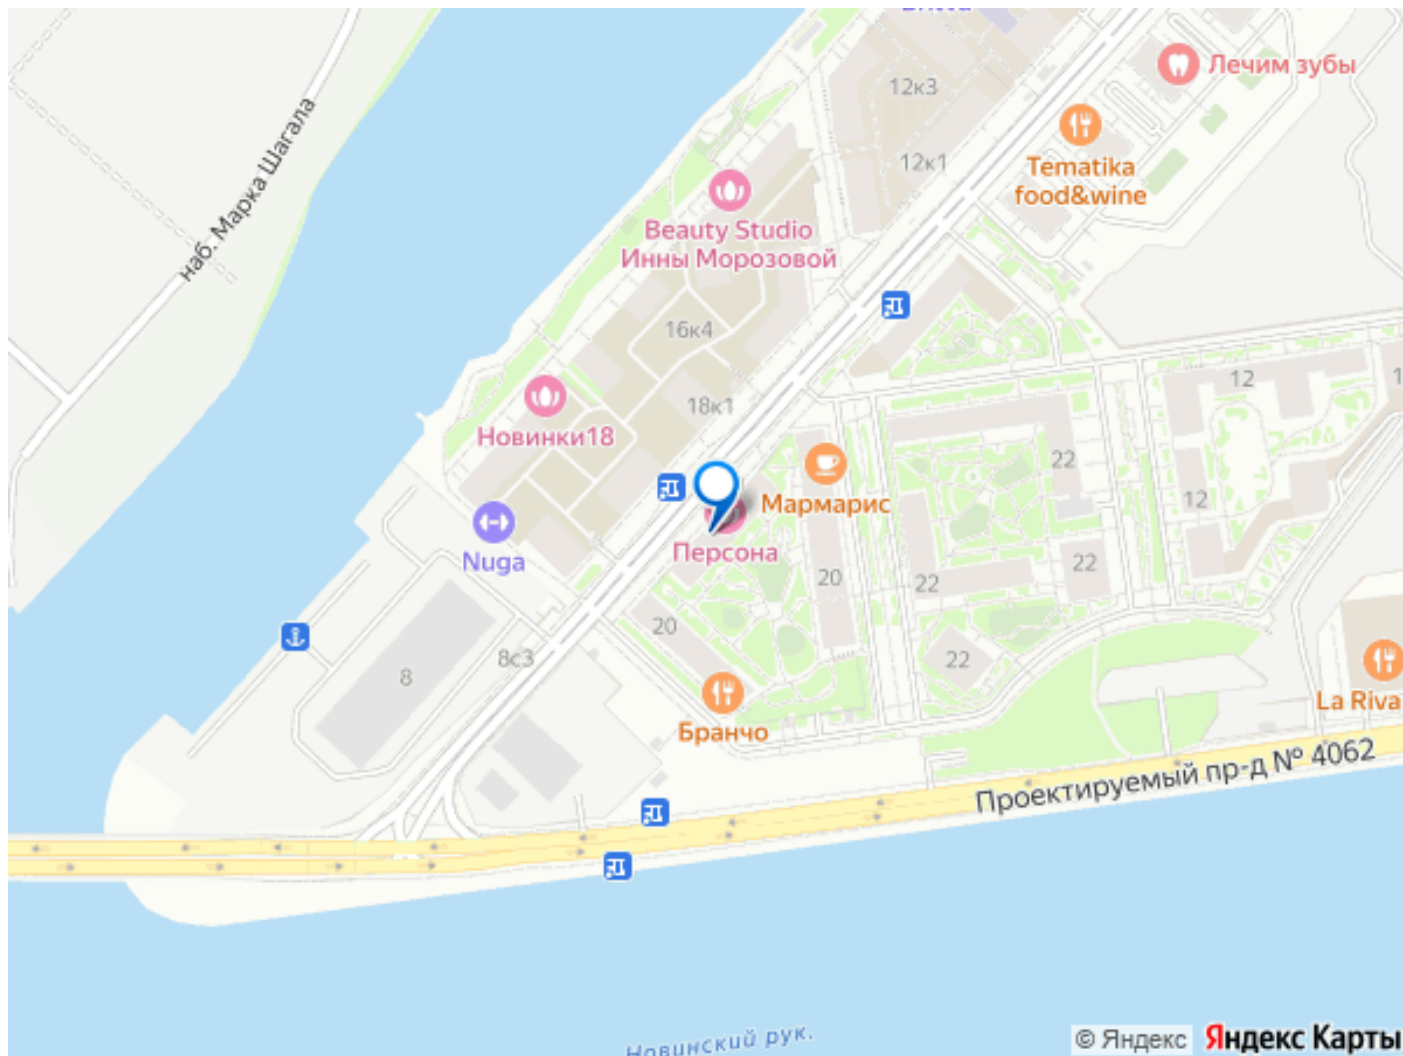 Лечим зубы
12к3
наб. Марка Шагала
12к1
Tematika
food&wine
Beauty Studio
Инны Морозовой
16к4
12
18к1
Новинки18
22
Мармарис
12
Nuga
Персона
22
20
22
20
8с3
22
8
La Riva
Бранчо
Проектируемый пр-д № 4062
Новинский рук.
© Яндекс
Яндекс Карты